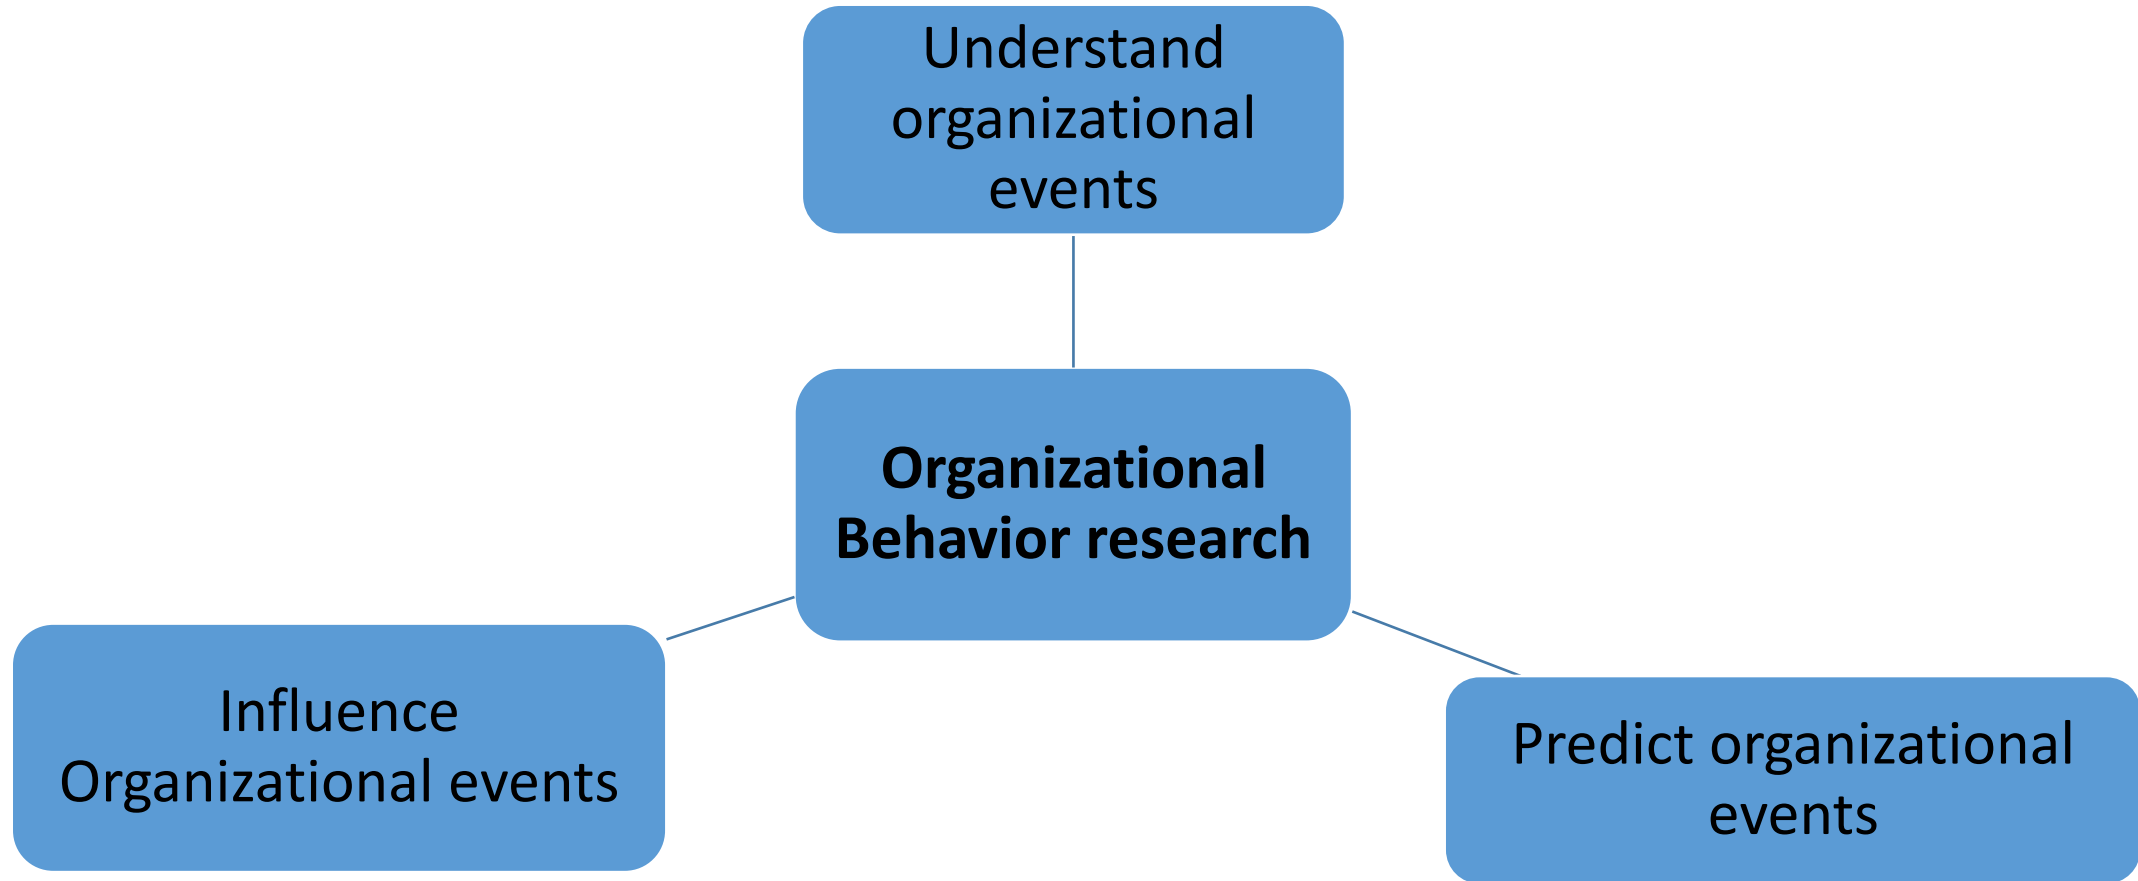 Understand
organizational
events
Organizational
Behavior research
Influence
Organizational events
Predict organizational
events